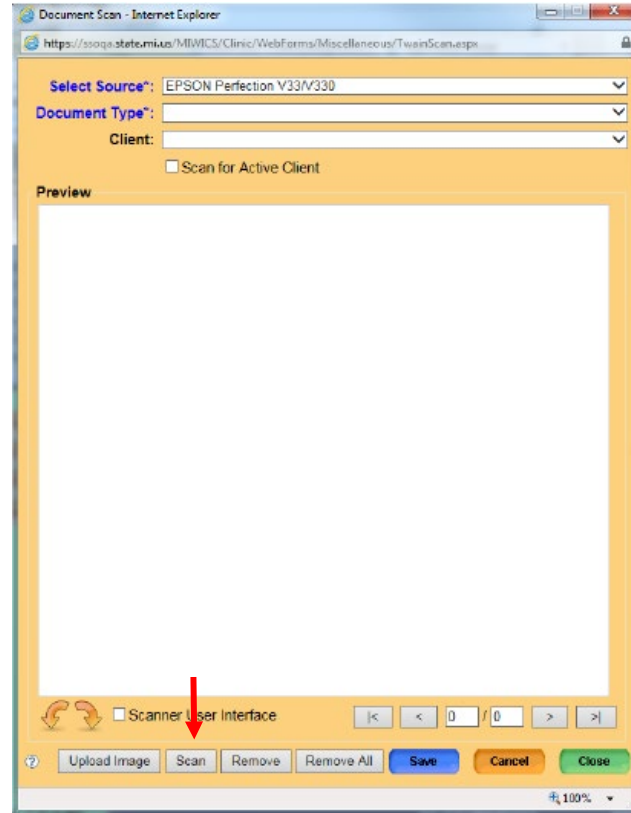 Document Scan - Internet Explorer
https://ssoqa.state.mi.us/MIWICS/Clinic/WebForms/Miscellaneous/TwainScan.aspx
Select Source*: EPSON Perfection V33/V330
Document Type*:
Client:
Scan for Active Client
Preview
Scanner User Interface |< < 0 / 0 > >|
? Upload Image Scan Remove Remove All Save Cancel Close
100%